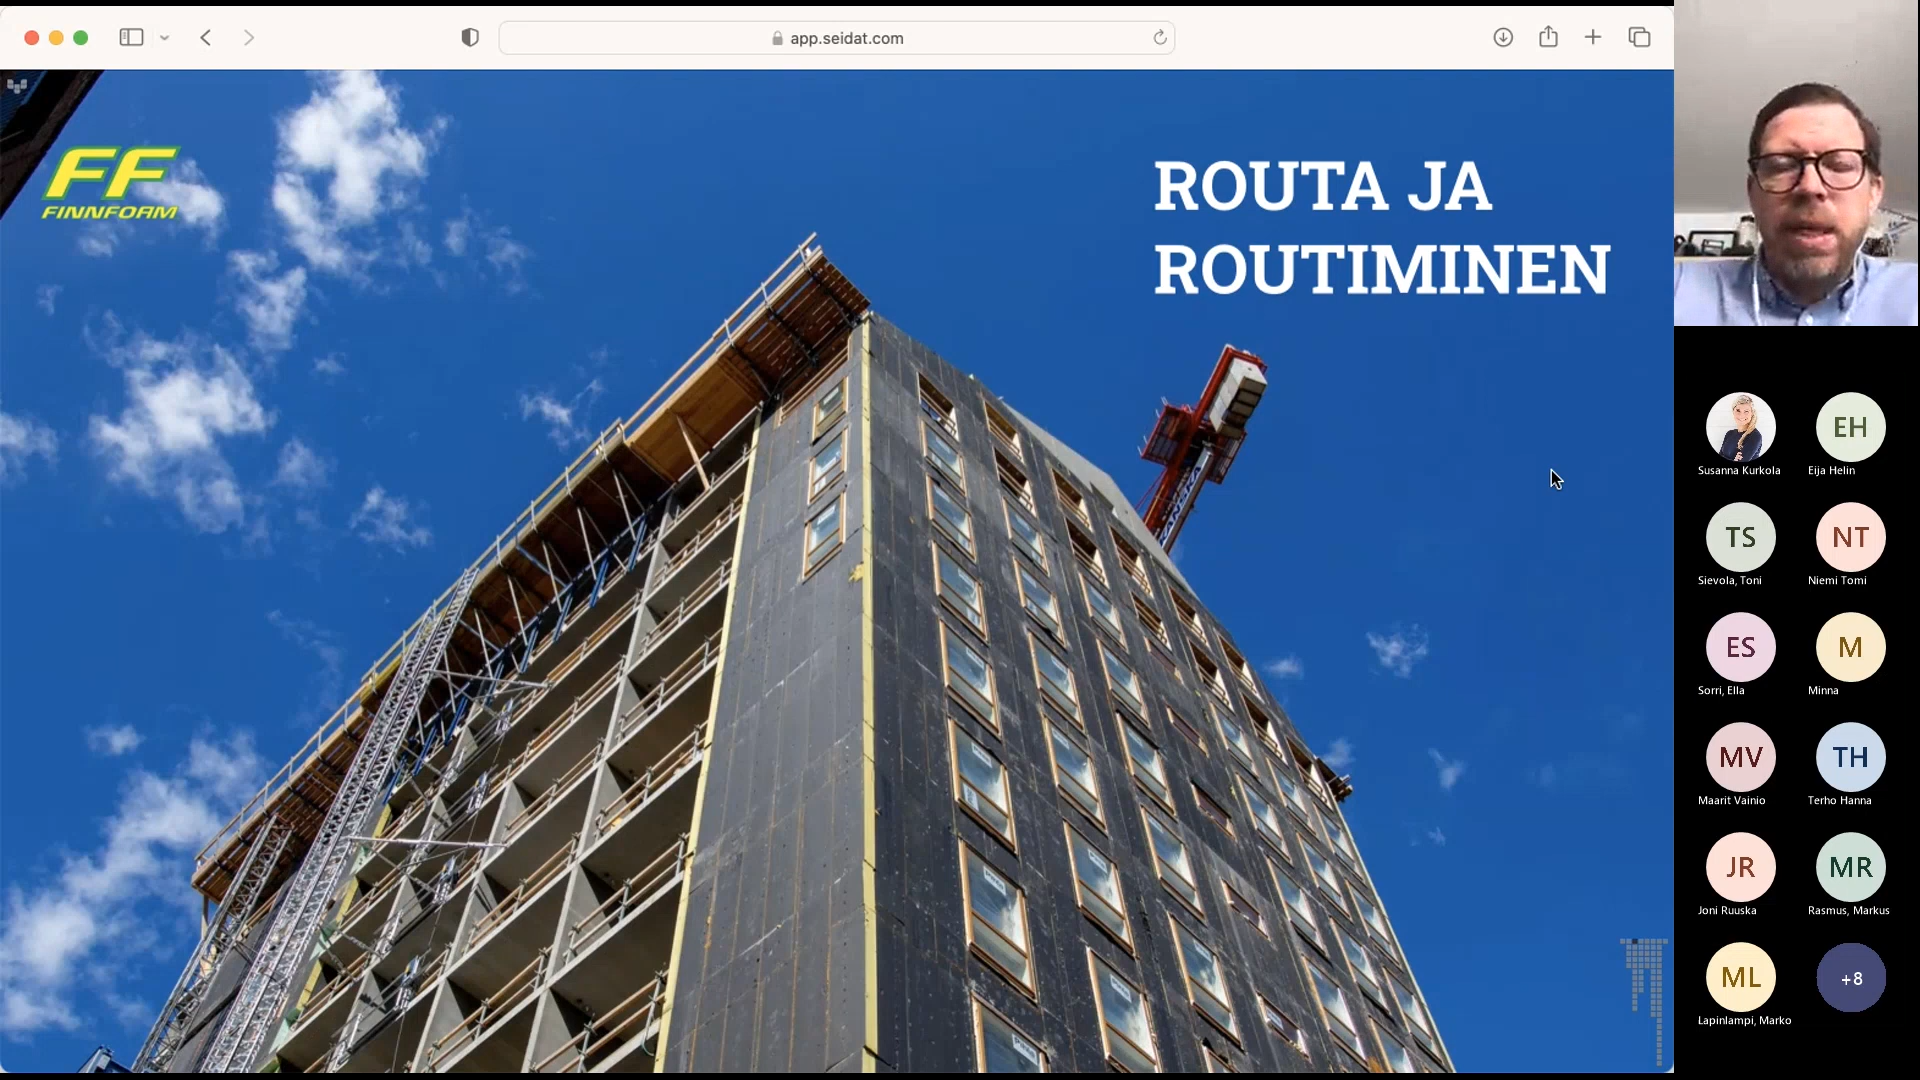 app.seidat.com
FF
FINNFOAM
ROUTA JA
ROUTIMINEN
SKANSKA
Susanna Kurkola
EH
Eija Helin
TS
Sievola, Toni
NT
Niemi Tomi
ES
Sorri, Ella
M
Minna
MV
Maarit Vainio
TH
Terho Hanna
JR
Joni Ruuska
MR
Rasmus, Markus
ML
Lapinlampi, Marko
+8